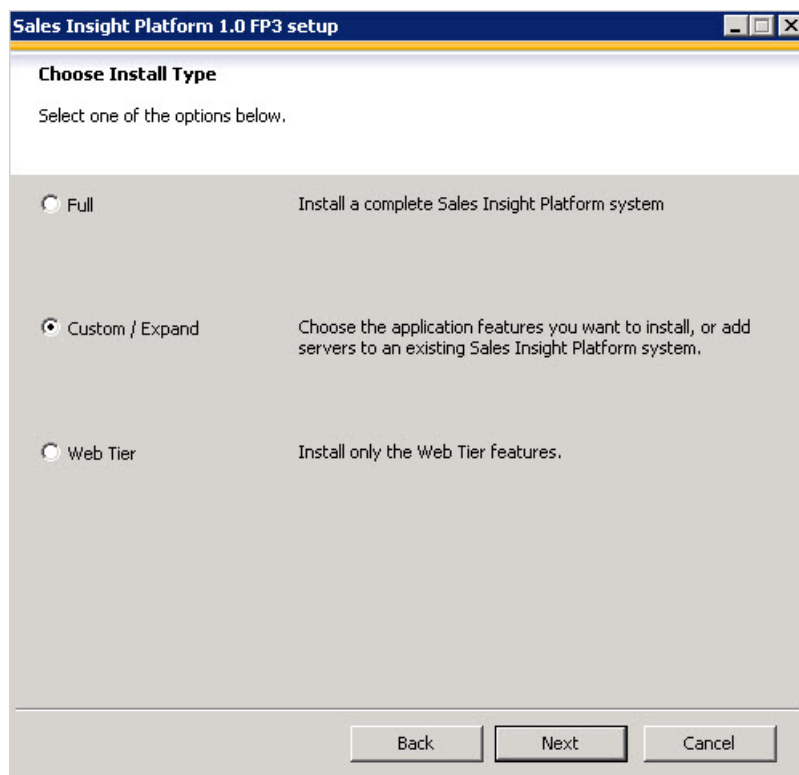 Sales Insight Platform 1.0 FP3 setup
Choose Install Type
Select one of the options below.
Full
Install a complete Sales Insight Platform system
Custom / Expand
Choose the application features you want to install, or add
servers to an existing Sales Insight Platform system.
Web Tier
Install only the Web Tier features.
Back
Next
Cancel